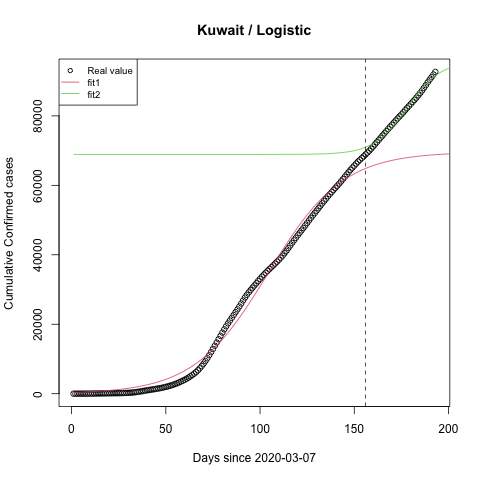 Kuwait / Logistic
Real value
fit1
fit2
Cumulative Confirmed cases
0 20000 40000 60000 80000
0 50 100 150 200
Days since 2020-03-07